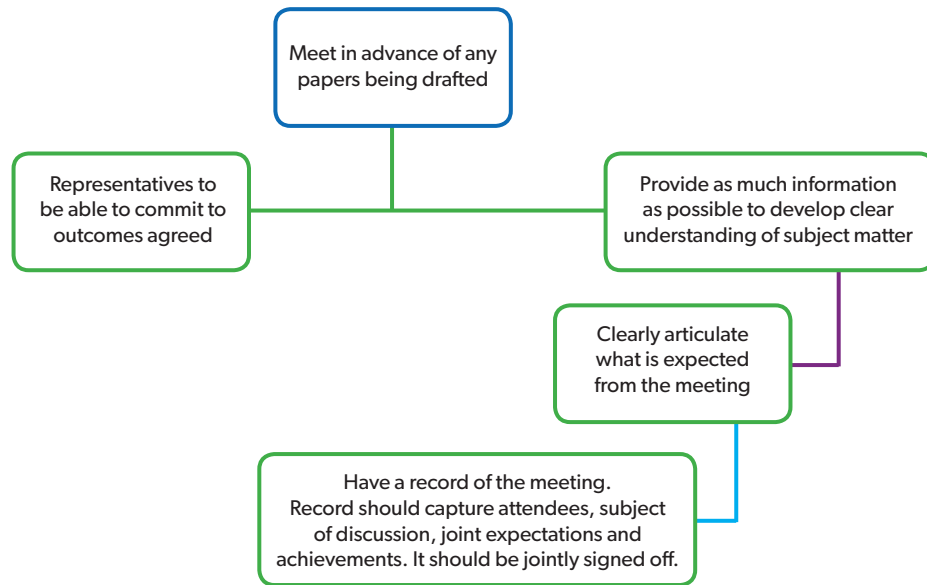 Meet in advance of any
papers being drafted
Representatives to
be able to commit to
outcomes agreed
Provide as much information
as possible to develop clear
understanding of subject matter
Clearly articulate
what is expected
from the meeting
Have a record of the meeting.
Record should capture attendees, subject
of discussion, joint expectations and
achievements. It should be jointly signed off.